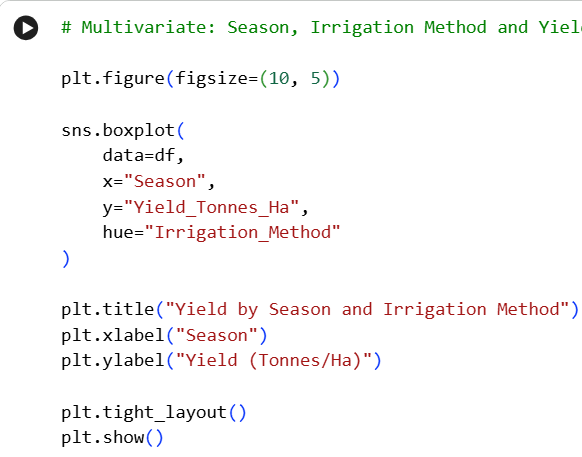 # Multivariate: Season, Irrigation Method and
plt.figure(figsize=(10, 5))
sns.boxplot(
    data=df,
    x="Season",
    y="Yield_Tonnes_Ha",
    hue="Irrigation_Method"
)
plt.title("Yield by Season and Irrigation Method")
plt.xlabel("Season")
plt.ylabel("Yield (Tonnes/Ha)")
plt.tight_layout()
plt.show()